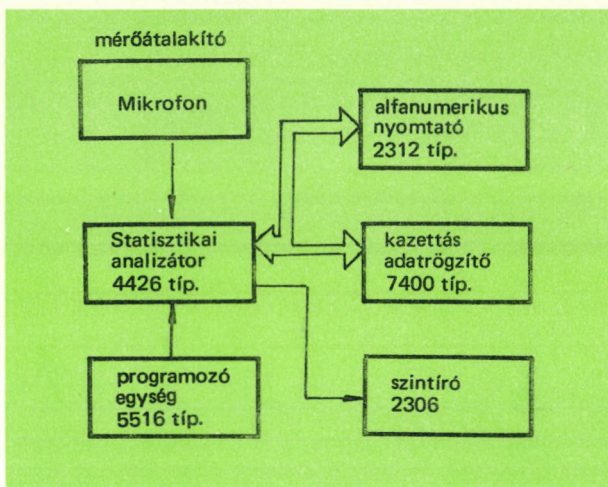 mérőátalakító
Mikrofon
alfanumerikus
nyomtató
2312 típ.
Statisztikai
analizátor
4426 típ.
kazettás
adatrögzítő
7400 típ.
programozó
egység
5516 típ.
szintíró
2306